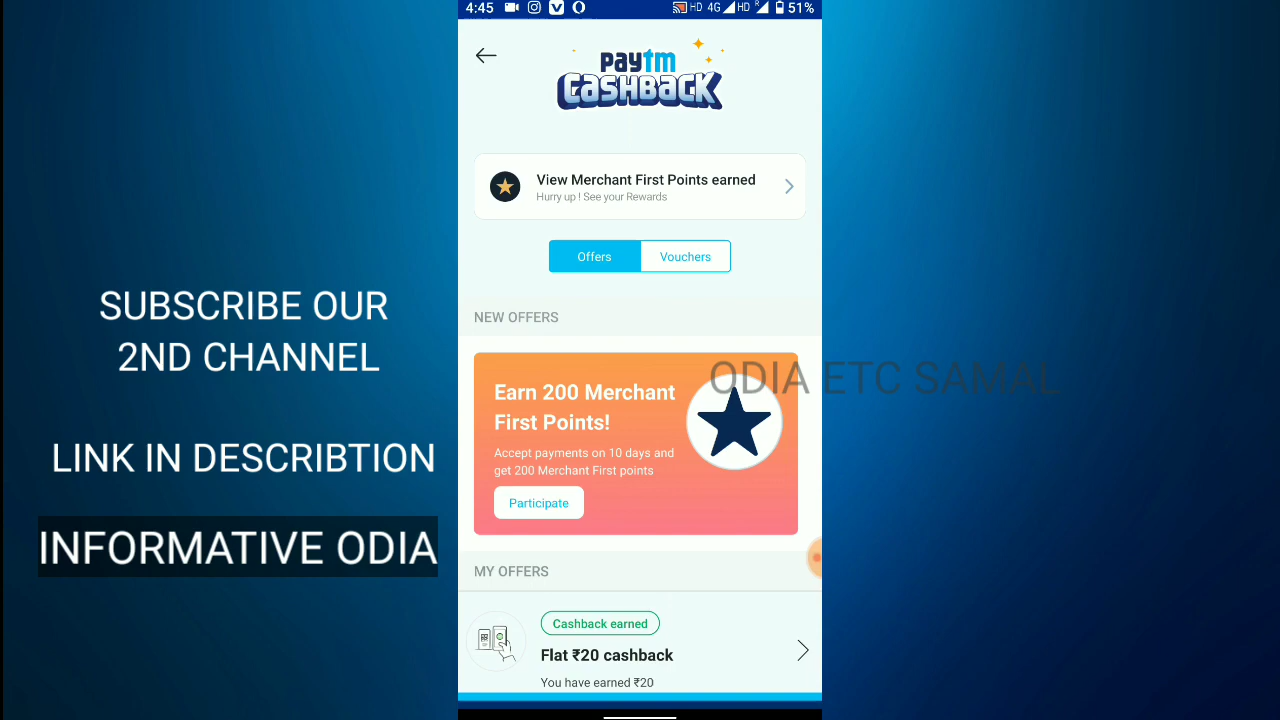 4:45
HD 4G HD R 51%
paytm
CASHBACK
View Merchant First Points earned
Hurry up ! See your Rewards
Offers
Vouchers
NEW OFFERS
Earn 200 Merchant
First Points!
Accept payments on 10 days and
get 200 Merchant First points
Participate
MY OFFERS
Cashback earned
Flat ₹20 cashback
You have earned ₹20
SUBSCRIBE OUR
2ND CHANNEL
LINK IN DESCRIBTION
INFORMATIVE ODIA
ODIA ETC SAMAL